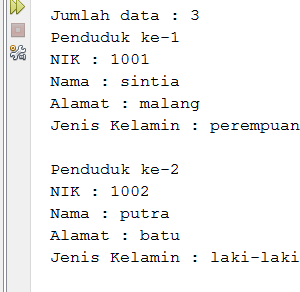 Jumlah data : 3
Penduduk ke-1
NIK : 1001
Nama : sintia
Alamat : malang
Jenis Kelamin : perempuan
Penduduk ke-2
NIK : 1002
Nama : putra
Alamat : batu
Jenis Kelamin : laki-laki